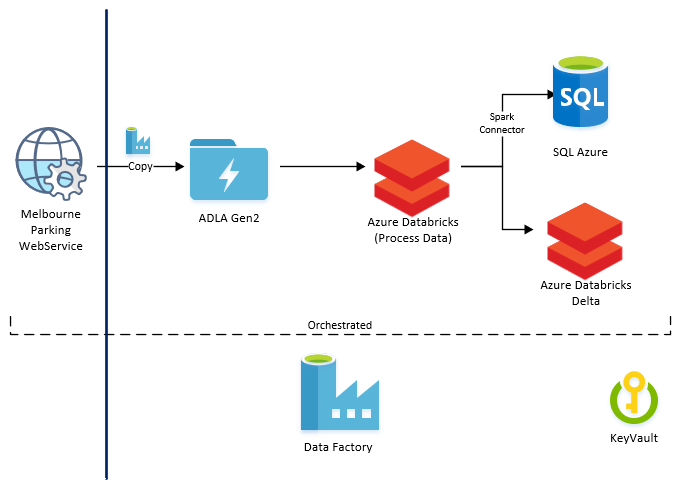 Melbourne
Parking
WebService
Copy
ADLA Gen2
Azure Databricks
(Process Data)
Spark
Connector
SQL
SQL Azure
Azure Databricks
Delta
Orchestrated
Data Factory
KeyVault